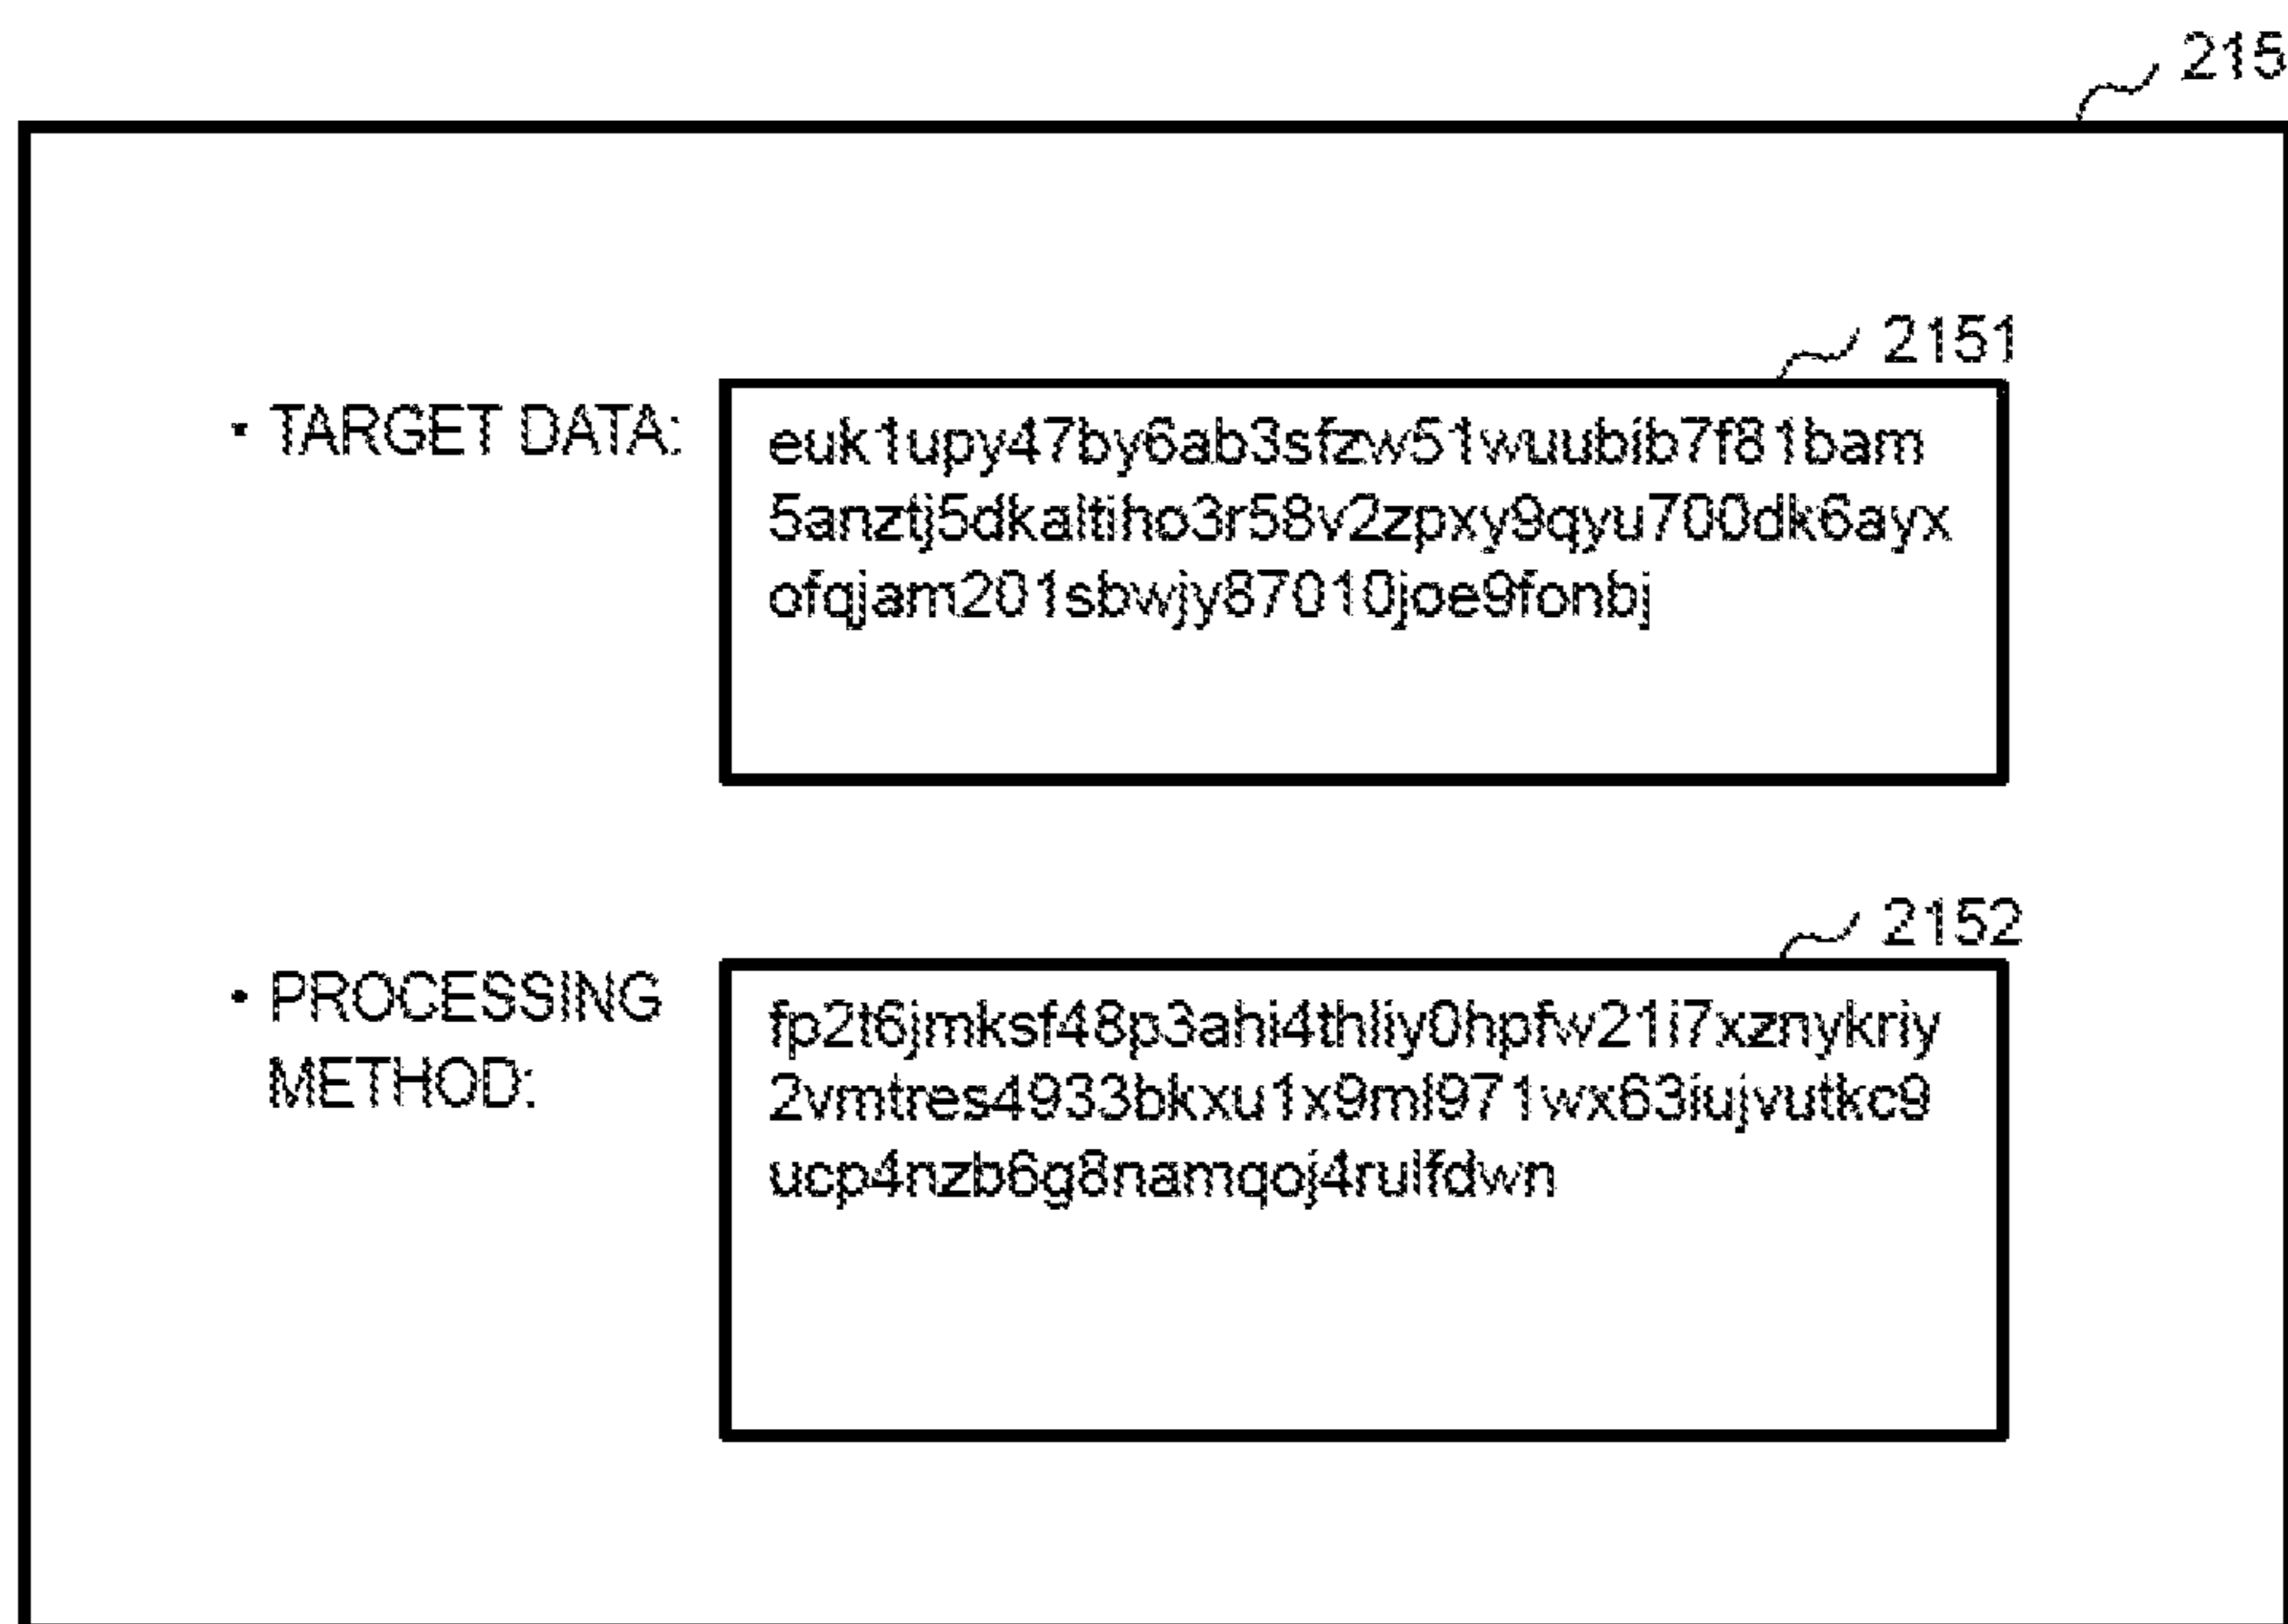 215
2151
· TARGET DATA:
euk1upy47by6ab3sfzw51wuubib7f81bam
5anztj5dkaltiho3r58v2zpxy9qyu700dk6ayx
ofqjam201sbwjy87010joe9fonbj
2152
· PROCESSING
METHOD:
fp2t6jmksf48p3ahi4thliy0hpfw21i7xznykriy
2vmtres4933bkxu1x9ml971wx63iujvutkc9
ucp4nzb6g8namqoj4rulfdwn